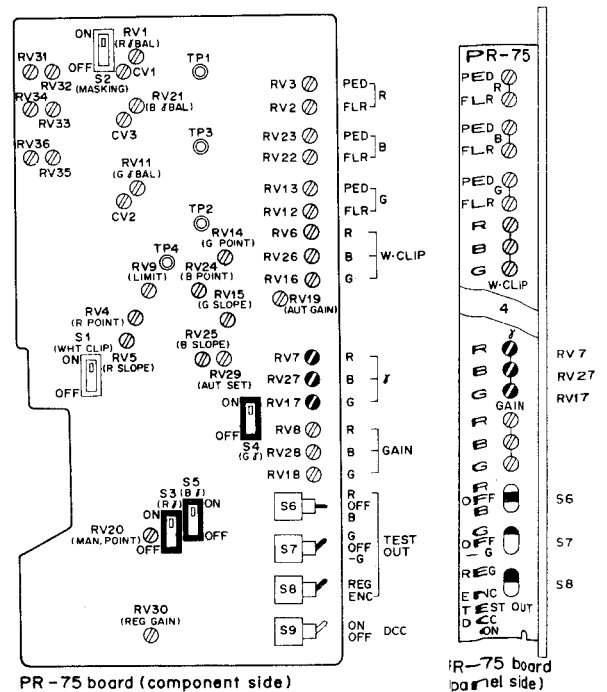 ON
OFF
S2
(MASKING)
RV1
(R γ BAL)
CV1
TP1
RV31
RV32
RV34
RV33
RV21
(B γ BAL)
CV3
TP3
RV36
RV35
RV11
(G γ BAL)
CV2
TP2
RV3 PED
RV2 FLR
R
RV23 PED
RV22 FLR
B
RV13 PED
RV12 FLR
G
RV6 R
RV26 B
RV16 G
W·CLIP
RV14
(G POINT)
TP4
RV9
(LIMIT)
RV24
(B POINT)
RV19
(AUT GAIN)
RV15
(G SLOPE)
RV4
(R POINT)
S1
(WHT CLIP)
ON
OFF
RV5
(R SLOPE)
RV25
(B SLOPE)
RV29
(AUT SET)
RV7 R
RV27 B
RV17 G
γ
ON
OFF
S4
(G γ)
RV8 R
RV28 B
RV18 G
GAIN
S3
(R γ)
S5
(B γ)
ON
OFF
ON
OFF
RV20
(MAN, POINT)
S6 R
OFF
B
S7 G
OFF
-G
S8 REG
ENC
TEST
OUT
S9 ON
OFF
DCC
RV30
(REG GAIN)
PR-75 board (component side)
PR-75
PED
R
FLR
PED
B
FLR
PED
G
FLR
R
B
G
W·CLIP
4
γ
R RV7
B RV27
G RV17
GAIN
R
B
G
R
OFF S6
B
G
OFF S7
-G
REG S8
ENC
TEST OUT
DCC
ON
PR-75 board
(panel side)